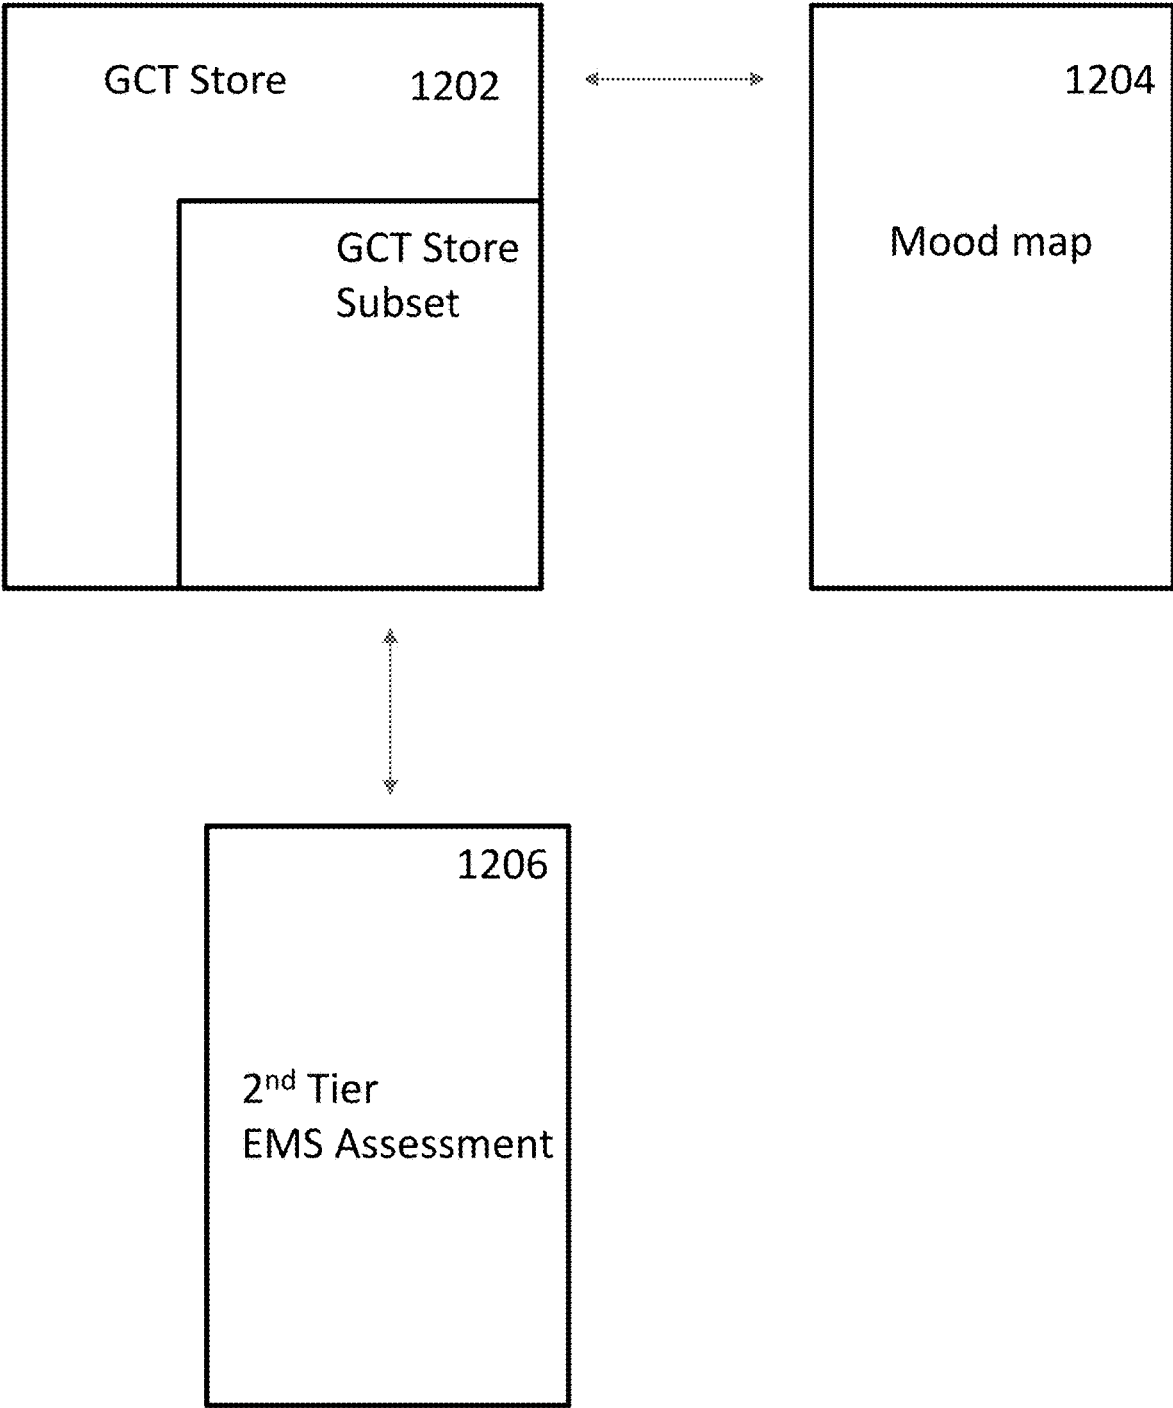 GCT Store
1202
1204
GCT Store
Subset
Mood map
1206
2nd Tier
EMS Assessment